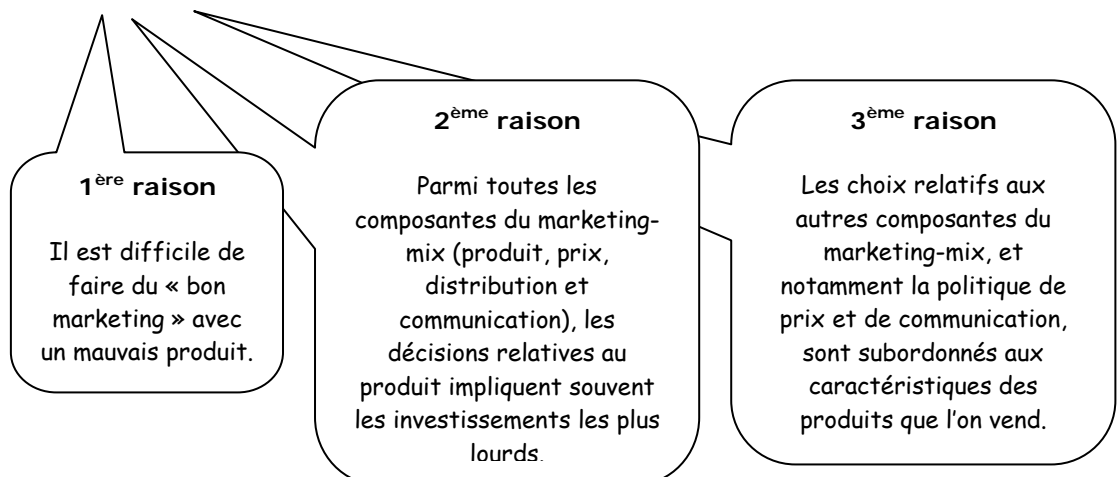 1ère raison
Il est difficile de
faire du « bon
marketing » avec
un mauvais produit.
2ème raison
Parmi toutes les
composantes du marketing-
mix (produit, prix,
distribution et
communication), les
décisions relatives au
produit impliquent souvent
les investissements les plus
lourds.
3ème raison
Les choix relatifs aux
autres composantes du
marketing-mix, et
notamment la politique de
prix et de communication,
sont subordonnés aux
caractéristiques des
produits que l'on vend.